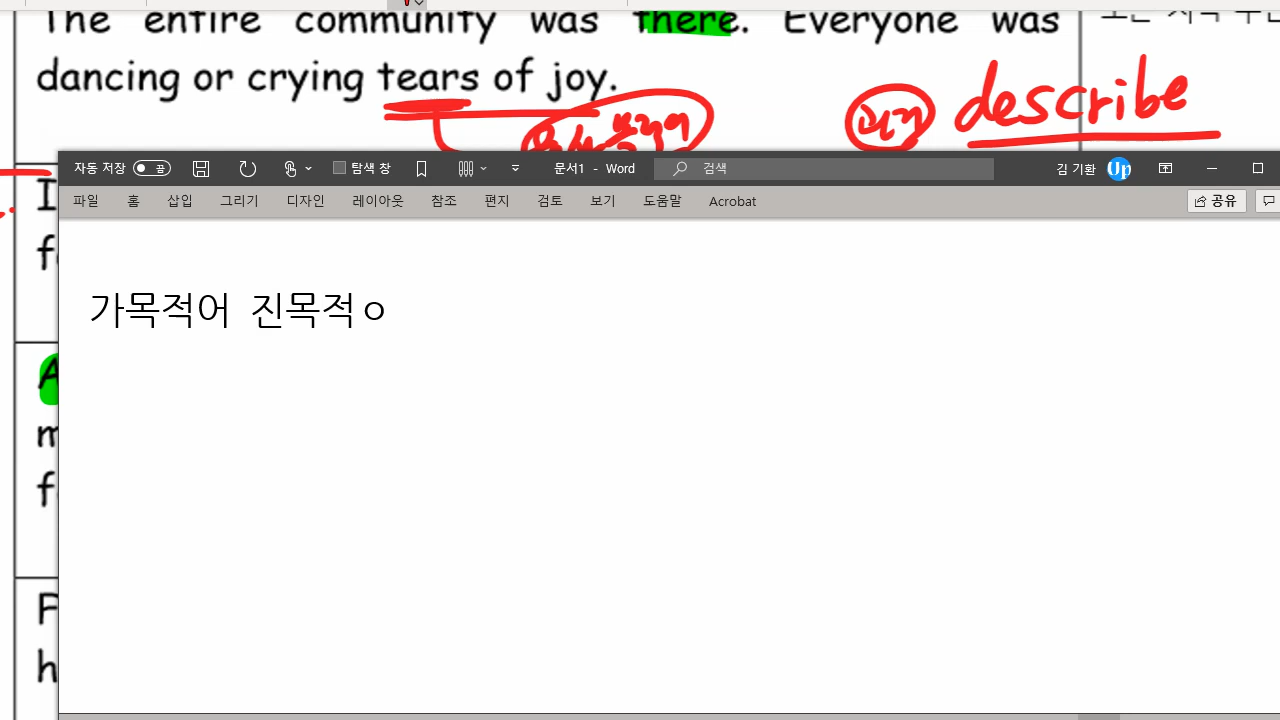 The entire community was there. Everyone was
dancing or crying tears of joy.
describe
자동 저장 끔 탐색 창 문서1 - Word 검색 김 기환 Up
파일 홈 삽입 그리기 디자인 레이아웃 참조 편지 검토 보기 도움말 Acrobat 공유
I
가목적어 진목적ㅇ
A